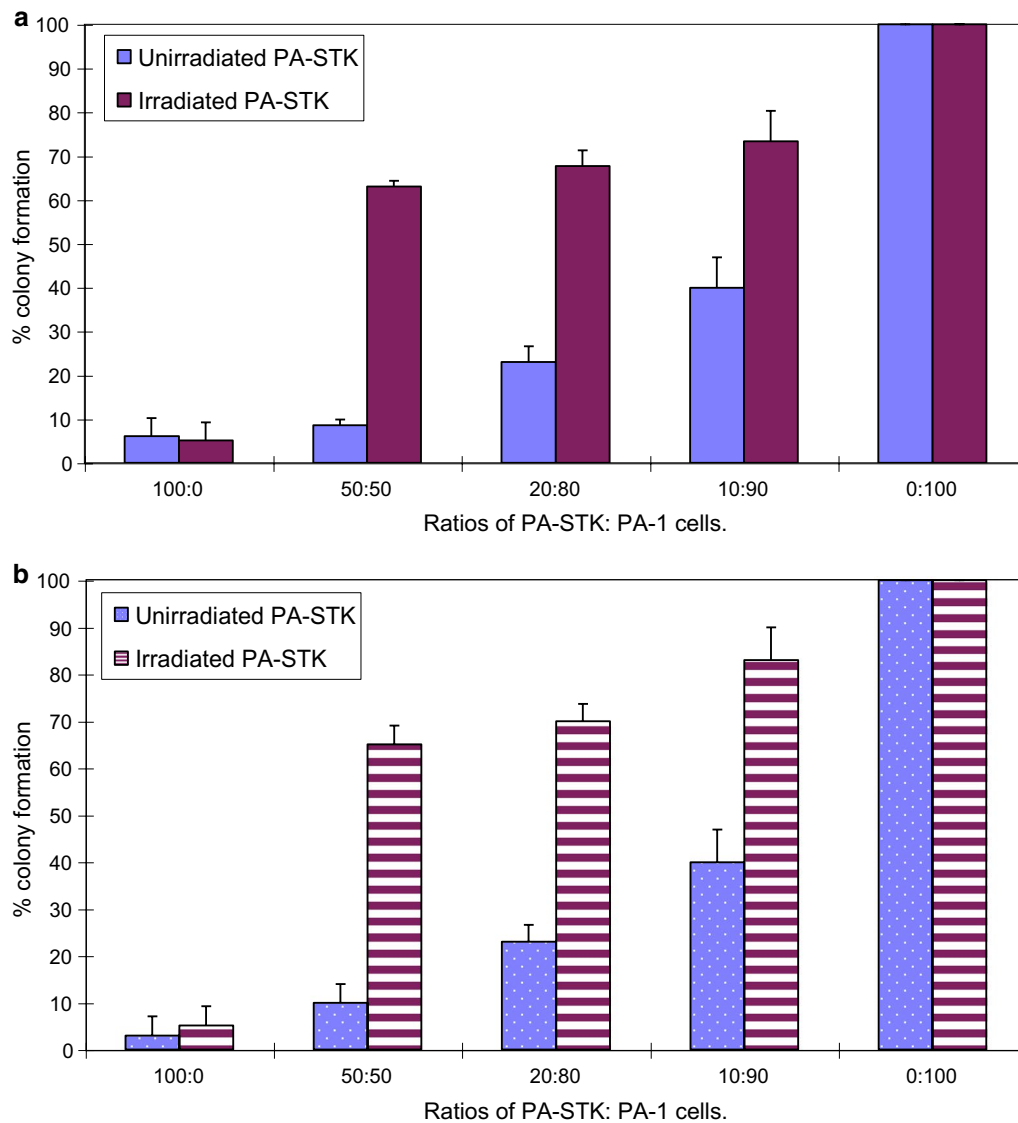 a
100
90
80
70
60
50
40
30
20
10
0
% colony formation
Unirradiated PA-STK
Irradiated PA-STK
100:0 50:50 20:80 10:90 0:100
Ratios of PA-STK: PA-1 cells.
b
100
90
80
70
60
50
40
30
20
10
0
% colony formation
Unirradiated PA-STK
Irradiated PA-STK
100:0 50:50 20:80 10:90 0:100
Ratios of PA-STK: PA-1 cells.